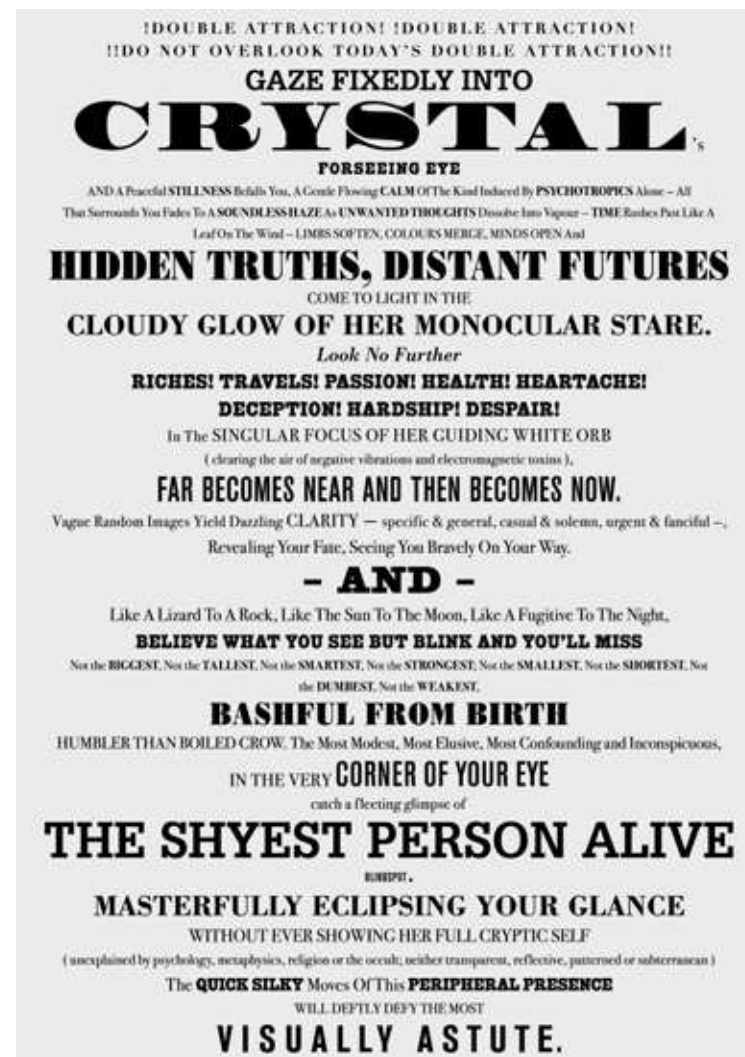 !DOUBLE ATTRACTION! !DOUBLE ATTRACTION!
!!DO NOT OVERLOOK TODAY'S DOUBLE ATTRACTION!!
GAZE FIXEDLY INTO
CRYSTAL's
FORSEEING EYE
AND A Peaceful STILLNESS Befalls You, A Gentle Flowing CALM Of The Kind Induced By PSYCHOTROPICS Alone – All
That Surrounds You Fades To A SOUNDLESS HAZE As UNWANTED THOUGHTS Dissolve Into Vapour – TIME Rushes Past Like A
Leaf On The Wind – LIMBS SOFTEN, COLOURS MERGE, MINDS OPEN And
HIDDEN TRUTHS, DISTANT FUTURES
COME TO LIGHT IN THE
CLOUDY GLOW OF HER MONOCULAR STARE.
Look No Further
RICHES! TRAVELS! PASSION! HEALTH! HEARTACHE!
DECEPTION! HARDSHIP! DESPAIR!
In The SINGULAR FOCUS OF HER GUIDING WHITE ORB
( clearing the air of negative vibrations and electromagnetic toxins ),
FAR BECOMES NEAR AND THEN BECOMES NOW.
Vague Random Images Yield Dazzling CLARITY — specific & general, casual & solemn, urgent & fanciful –,
Revealing Your Fate, Seeing You Bravely On Your Way.
– AND –
Like A Lizard To A Rock, Like The Sun To The Moon, Like A Fugitive To The Night,
BELIEVE WHAT YOU SEE BUT BLINK AND YOU'LL MISS
Not the BIGGEST, Not the TALLEST, Not the SMARTEST, Not the STRONGEST; Not the SMALLEST, Not the SHORTEST, Not
the DUMBEST, Not the WEAKEST,
BASHFUL FROM BIRTH
HUMBLER THAN BOILED CROW, The Most Modest, Most Elusive, Most Confounding and Inconspicuous,
IN THE VERY CORNER OF YOUR EYE
catch a fleeting glimpse of
THE SHYEST PERSON ALIVE
BLINDSPOT.
MASTERFULLY ECLIPSING YOUR GLANCE
WITHOUT EVER SHOWING HER FULL CRYPTIC SELF
( unexplained by psychology, metaphysics, religion or the occult; neither transparent, reflective, patterned or subterranean )
The QUICK SILKY Moves Of This PERIPHERAL PRESENCE
WILL DEFTLY DEFY THE MOST
VISUALLY ASTUTE.